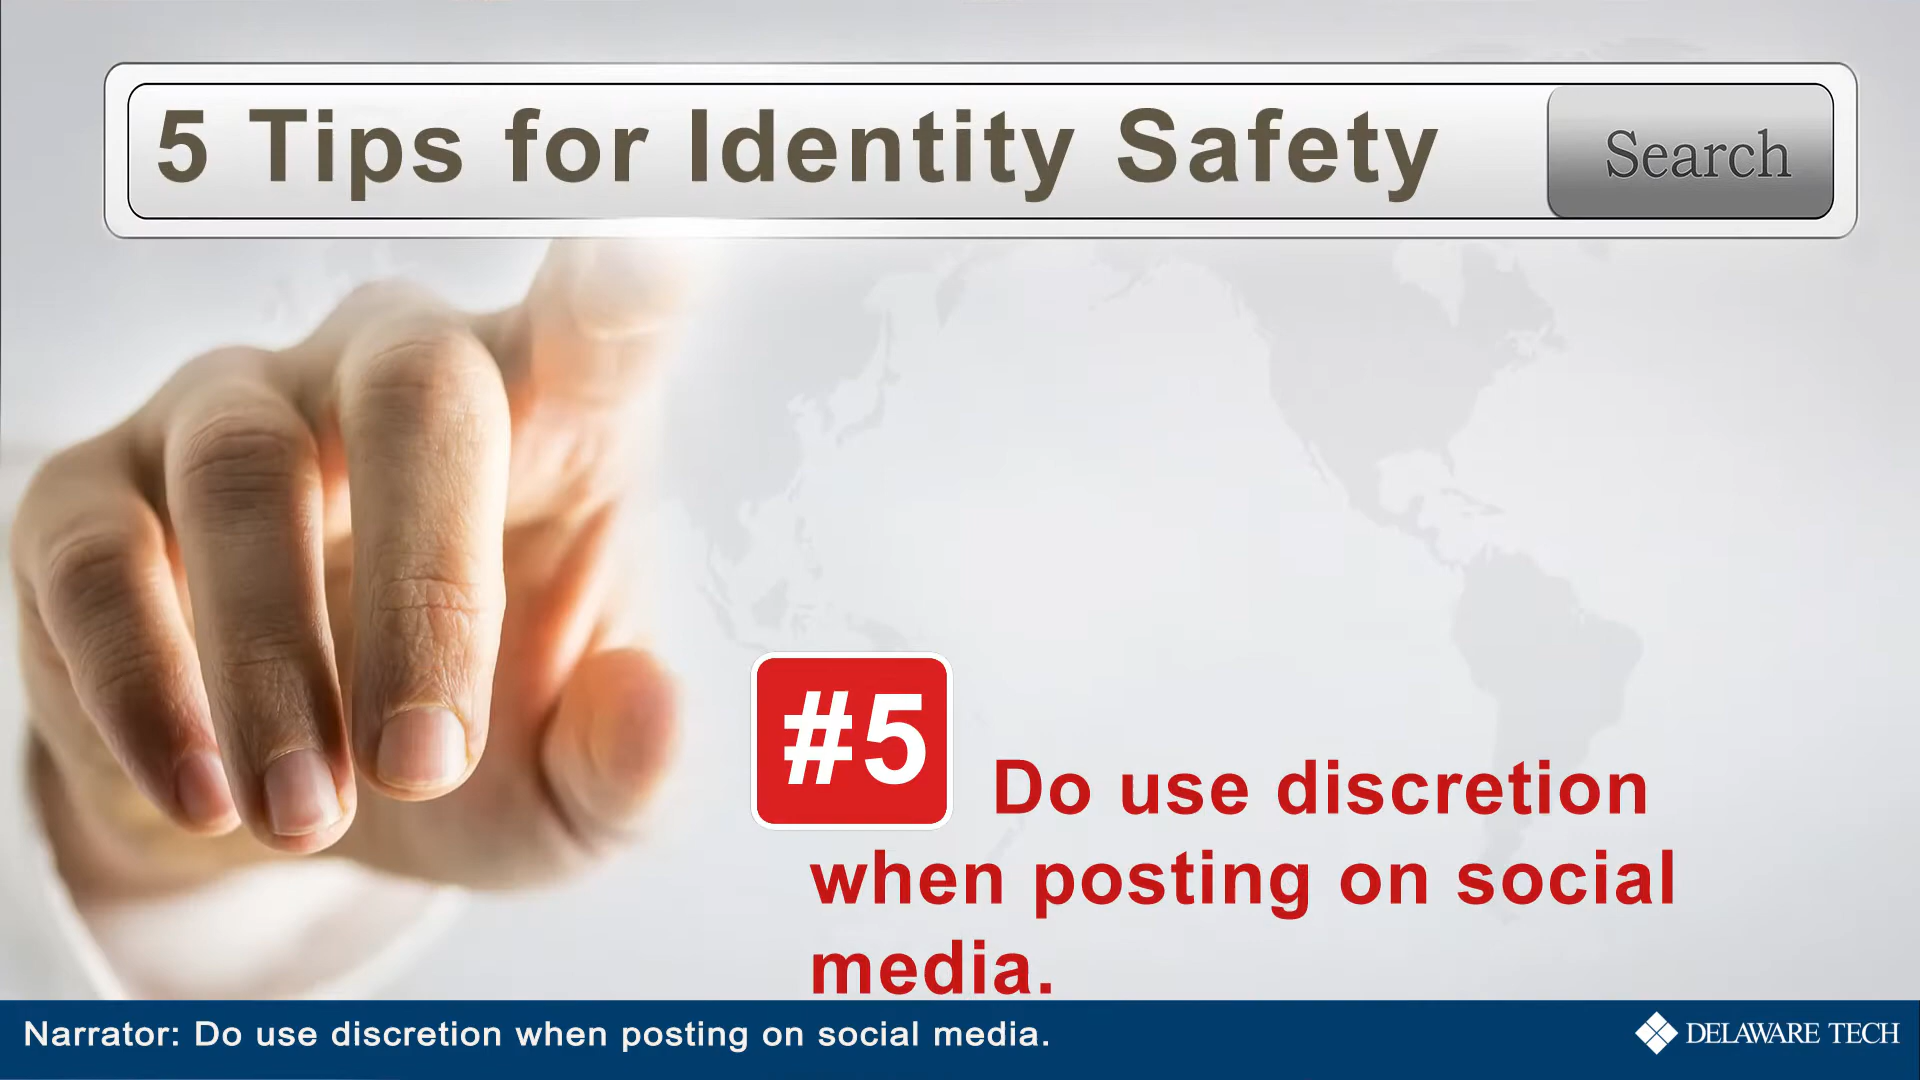 5 Tips for Identity Safety
Search
#5
Do use discretion
when posting on social
media.
Narrator: Do use discretion when posting on social media.
DELAWARE TECH